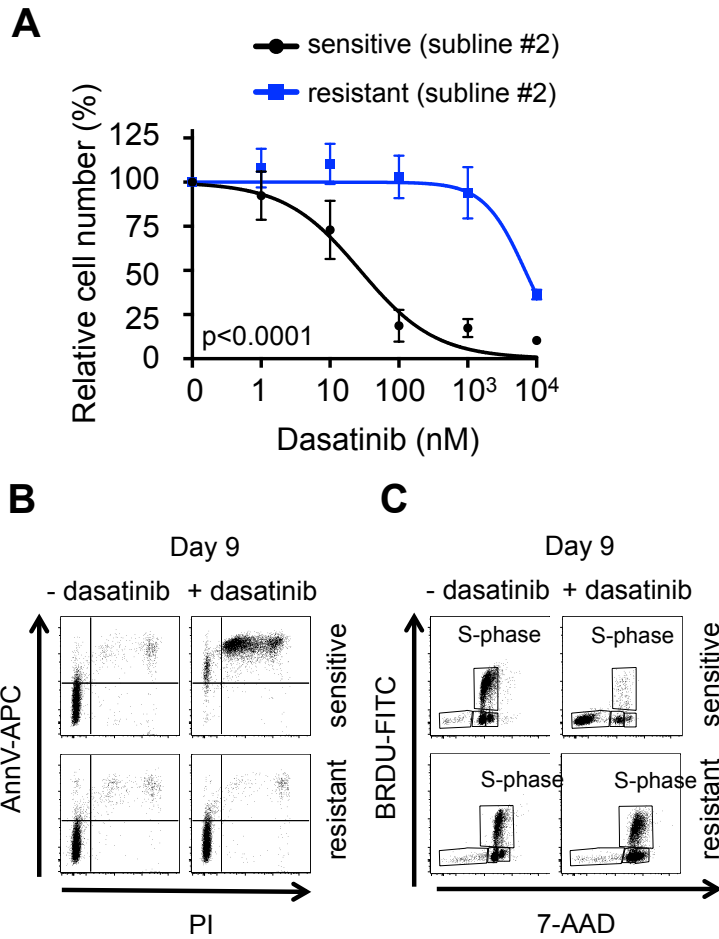 A
sensitive (subline #2)
resistant (subline #2)
Relative cell number (%)
125
100
75
50
25
0
p<0.0001
0 1 10 100 10³ 10⁴
Dasatinib (nM)
B
Day 9
- dasatinib + dasatinib
AnnV-APC
sensitive
resistant
PI
C
Day 9
- dasatinib + dasatinib
BRDU-FITC
S-phase S-phase
sensitive
S-phase S-phase
resistant
7-AAD